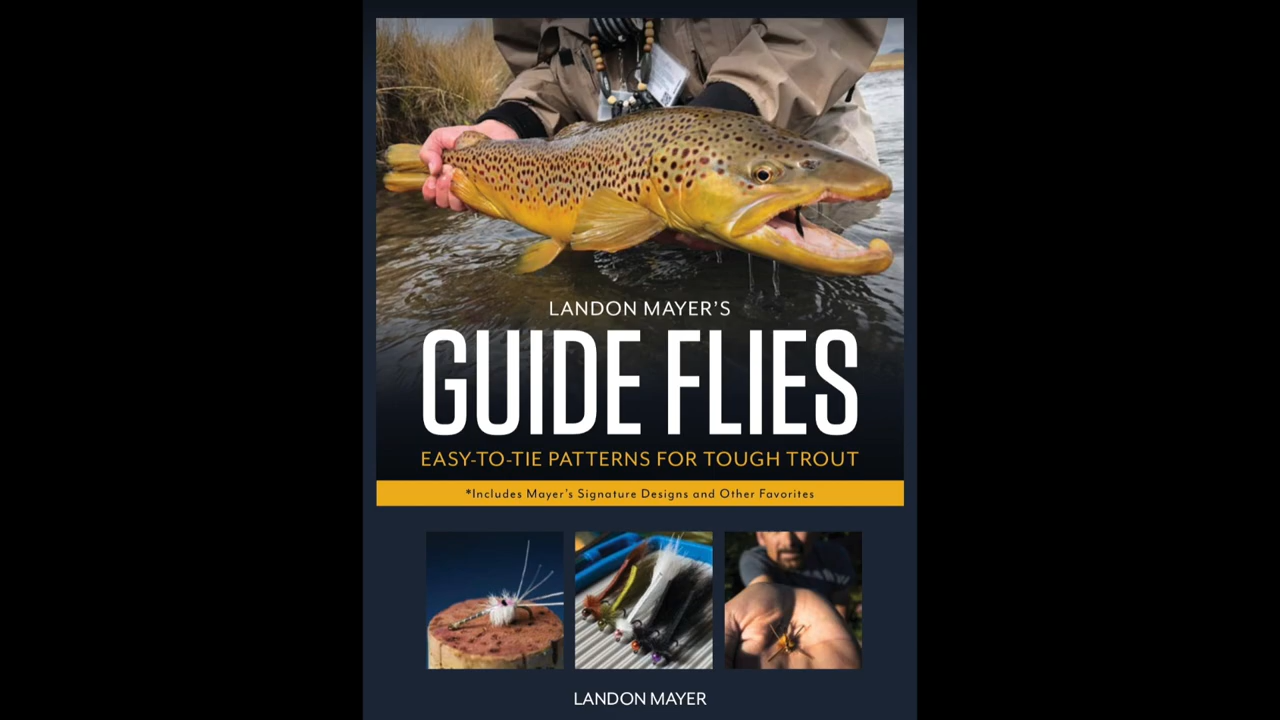 LANDON MAYER'S
GUIDE FLIES
EASY-TO-TIE PATTERNS FOR TOUGH TROUT
*Includes Mayer's Signature Designs and Other Favorites
LANDON MAYER